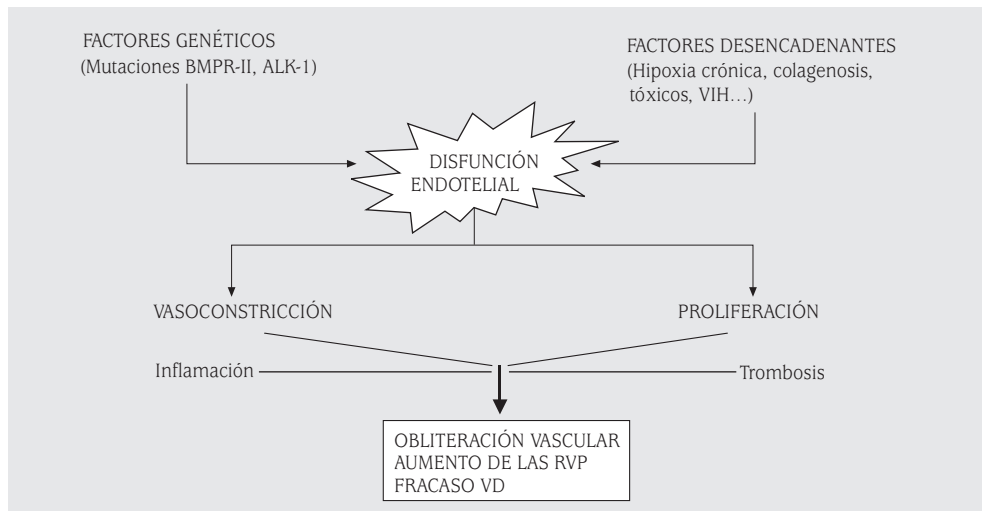 FACTORES GENÉTICOS
(Mutaciones BMPR-II, ALK-1)
FACTORES DESENCADENANTES
(Hipoxia crónica, colagenosis,
tóxicos, VIH...)
DISFUNCIÓN
ENDOTELIAL
VASOCONSTRICCIÓN
PROLIFERACIÓN
Inflamación
Trombosis
OBLITERACIÓN VASCULAR
AUMENTO DE LAS RVP
FRACASO VD